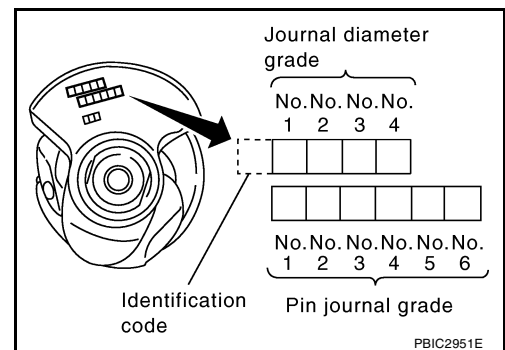 Journal diameter
grade
No. No. No. No.
1 2 3 4
No. No. No. No. No. No.
1 2 3 4 5 6
Identification
code
Pin journal grade
PBIC2951E